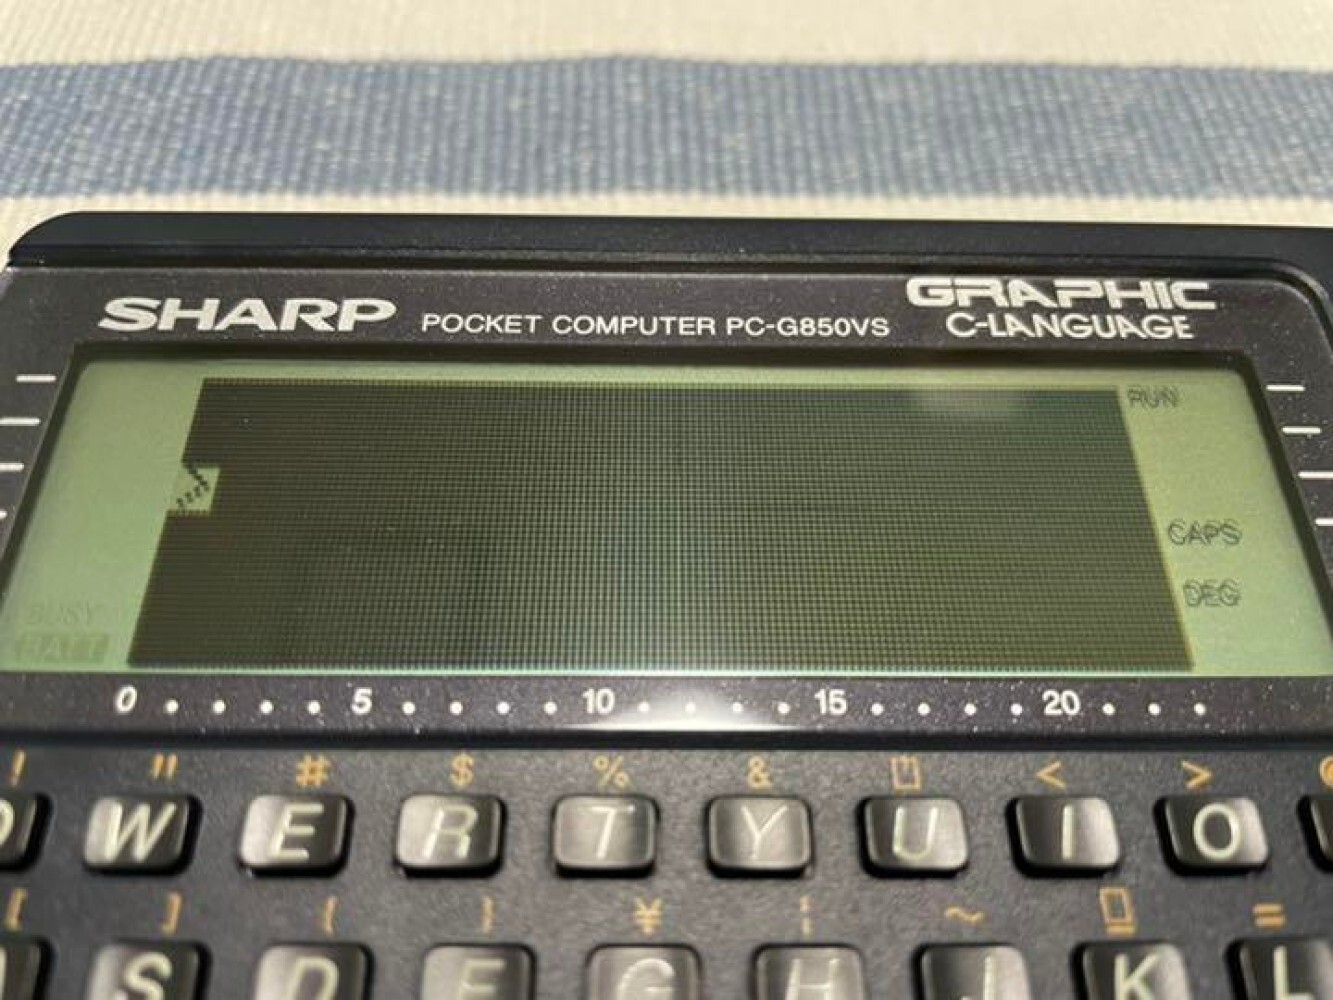 SHARP POCKET COMPUTER PC-G850VS GRAPHIC
C-LANGUAGE
RUN
>
CAPS
DEG
BUSY
BATT
0 . . . . 5 . . . . 10 . . . . 15 . . . . 20 . . .
! " # $ % & < >
W E R T Y U I O
[ ] { } ¥ ~ =
S D F G H J K L